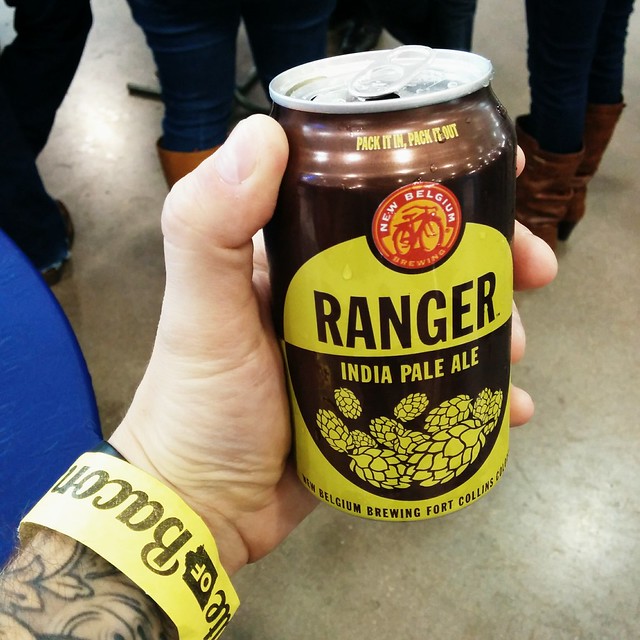 PACK IT IN, PACK IT OUT
NEW BELGIUM
BREWING
RANGER
INDIA PALE ALE
NEW BELGIUM BREWING FORT COLLINS
Bacon
OF